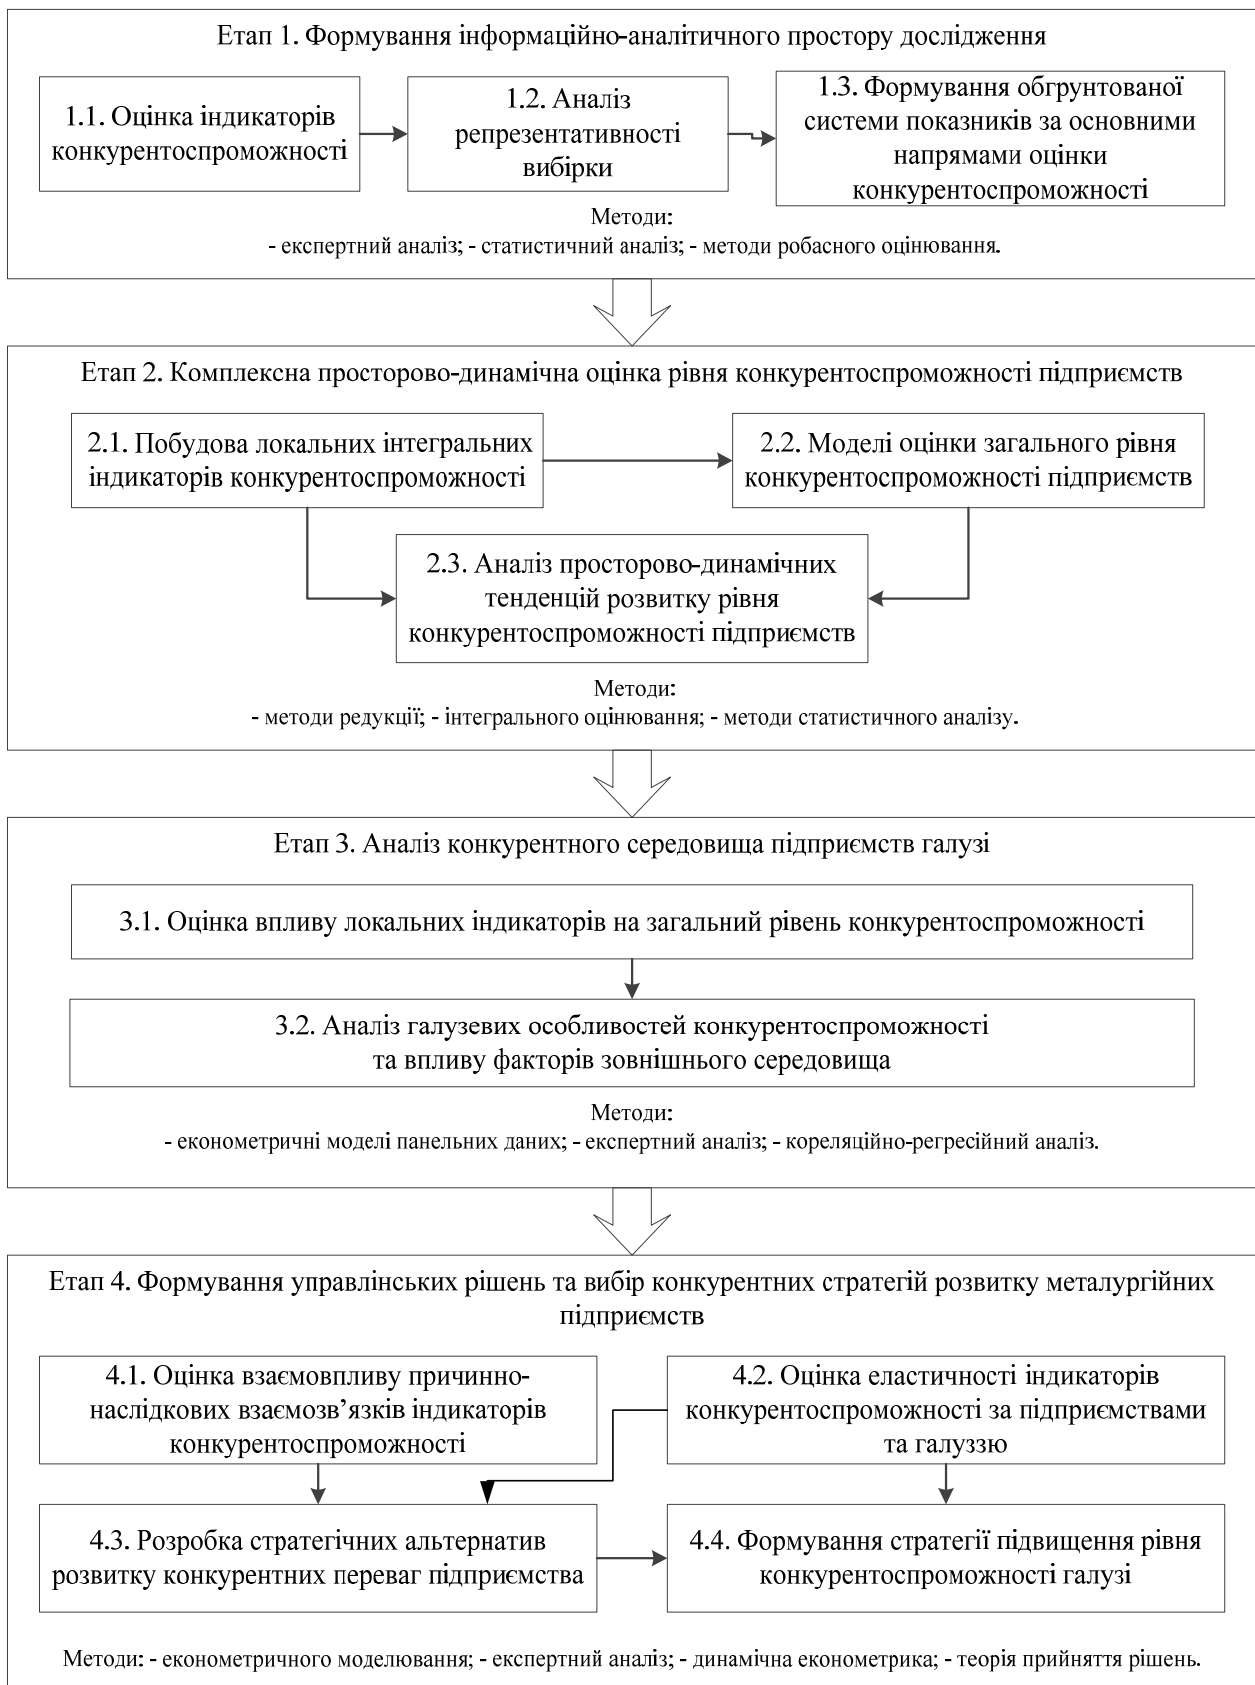 Етап 1. Формування інформаційно-аналітичного простору дослідження
1.1. Оцінка індикаторів
конкурентоспроможності
1.2. Аналіз
репрезентативності
вибірки
1.3. Формування обгрунтованої
системи показників за основними
напрямами оцінки
конкурентоспроможності
Методи:
- експертний аналіз; - статистичний аналіз; - методи робасного оцінювання.
Етап 2. Комплексна просторово-динамічна оцінка рівня конкурентоспроможності підприємств
2.1. Побудова локальних інтегральних
індикаторів конкурентоспроможності
2.2. Моделі оцінки загального рівня
конкурентоспроможності підприємств
2.3. Аналіз просторово-динамічних
тенденцій розвитку рівня
конкурентоспроможності підприємств
Методи:
- методи редукції; - інтегрального оцінювання; - методи статистичного аналізу.
Етап 3. Аналіз конкурентного середовища підприємств галузі
3.1. Оцінка впливу локальних індикаторів на загальний рівень конкурентоспроможності
3.2. Аналіз галузевих особливостей конкурентоспроможності
та впливу факторів зовнішнього середовища
Методи:
- економетричні моделі панельних даних; - експертний аналіз; - кореляційно-регресійний аналіз.
Етап 4. Формування управлінських рішень та вибір конкурентних стратегій розвитку металургійних
підприємств
4.1. Оцінка взаємовпливу причинно-
наслідкових взаємозв’язків індикаторів
конкурентоспроможності
4.2. Оцінка еластичності індикаторів
конкурентоспроможності за підприємствами
та галуззю
4.3. Розробка стратегічних альтернатив
розвитку конкурентних переваг підприємства
4.4. Формування стратегії підвищення рівня
конкурентоспроможності галузі
Методи: - економетричного моделювання; - експертний аналіз; - динамічна економетрика; - теорія прийняття рішень.